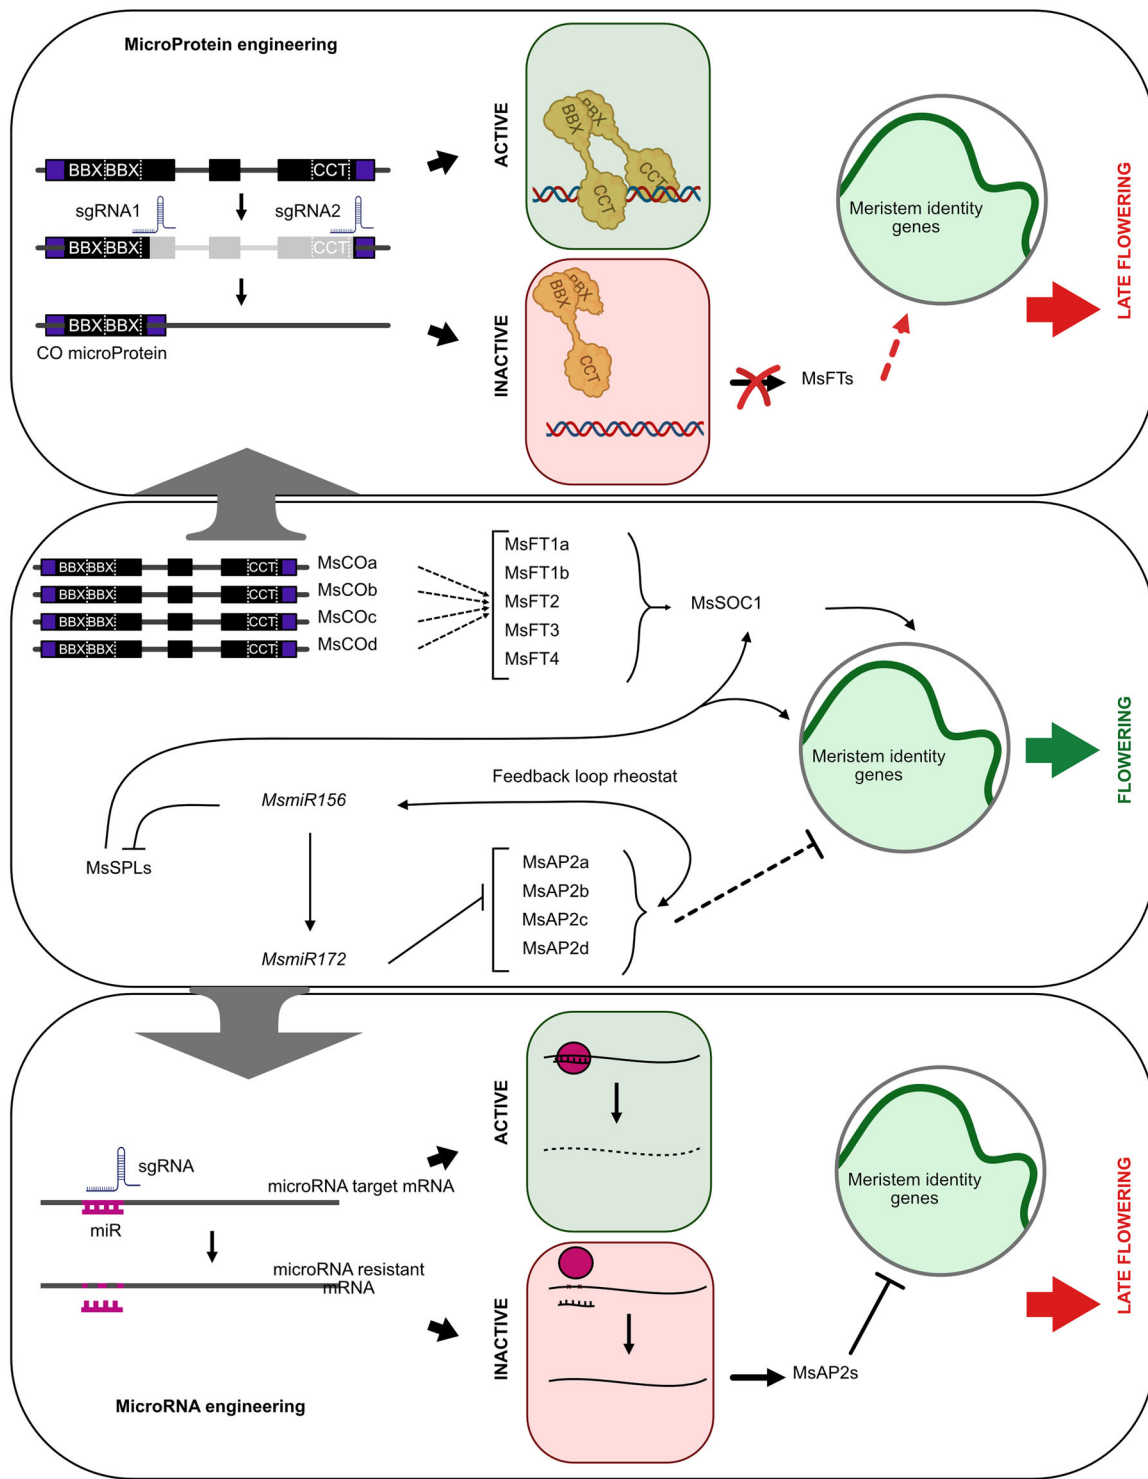 MicroProtein engineering
BBX BBX CCT
sgRNA1 sgRNA2
BBX BBX CCT
BBX BBX
CO microProtein
ACTIVE
BBX
BBX
CCT
CCT
INACTIVE
BBX
BBX
CCT
MsFTs
Meristem identity
genes
LATE FLOWERING
BBX BBX CCT MsCOa
BBX BBX CCT MsCOb
BBX BBX CCT MsCOc
BBX BBX CCT MsCOd
MsFT1a
MsFT1b
MsFT2
MsFT3
MsFT4
MsSOC1
Meristem identity
genes
FLOWERING
Feedback loop rheostat
MsmiR156
MsSPLs
MsmiR172
MsAP2a
MsAP2b
MsAP2c
MsAP2d
sgRNA
microRNA target mRNA
miR
microRNA resistant
mRNA
MicroRNA engineering
ACTIVE
INACTIVE
MsAP2s
Meristem identity
genes
LATE FLOWERING